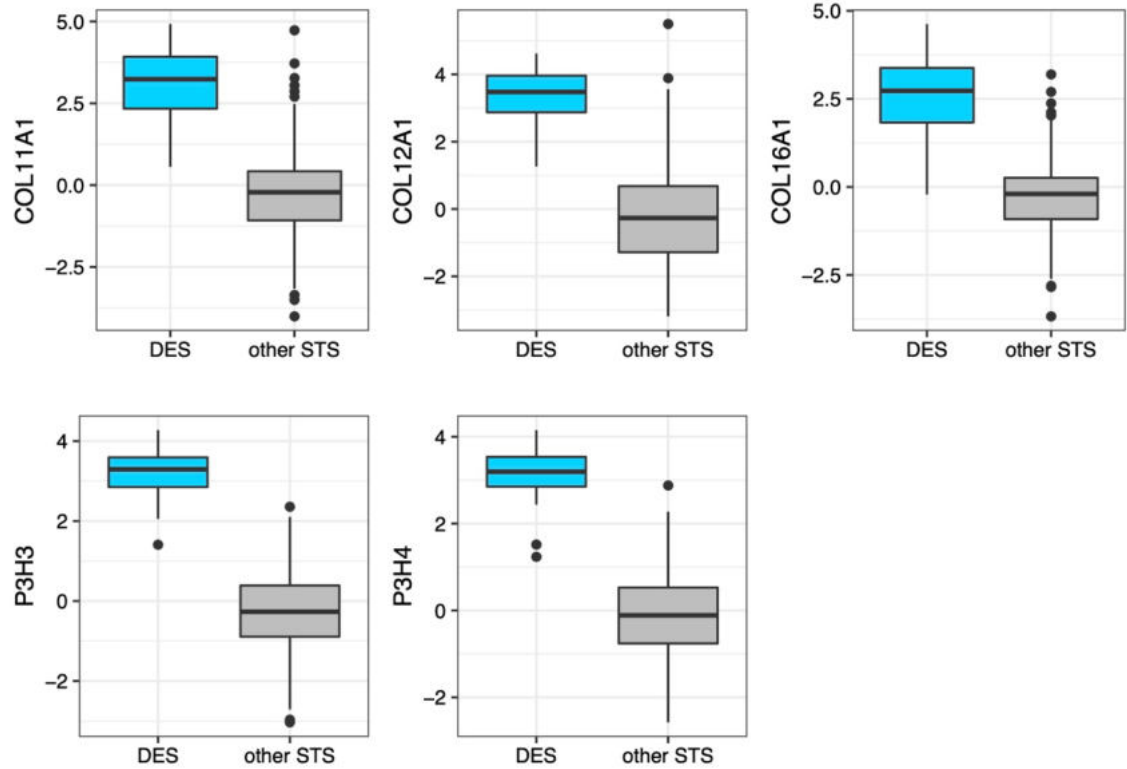 COL11A1
5.0
2.5
0.0
−2.5
DES
other STS
COL12A1
4
2
0
−2
DES
other STS
COL16A1
5.0
2.5
0.0
−2.5
DES
other STS
P3H3
4
2
0
−2
DES
other STS
P3H4
4
2
0
−2
DES
other STS